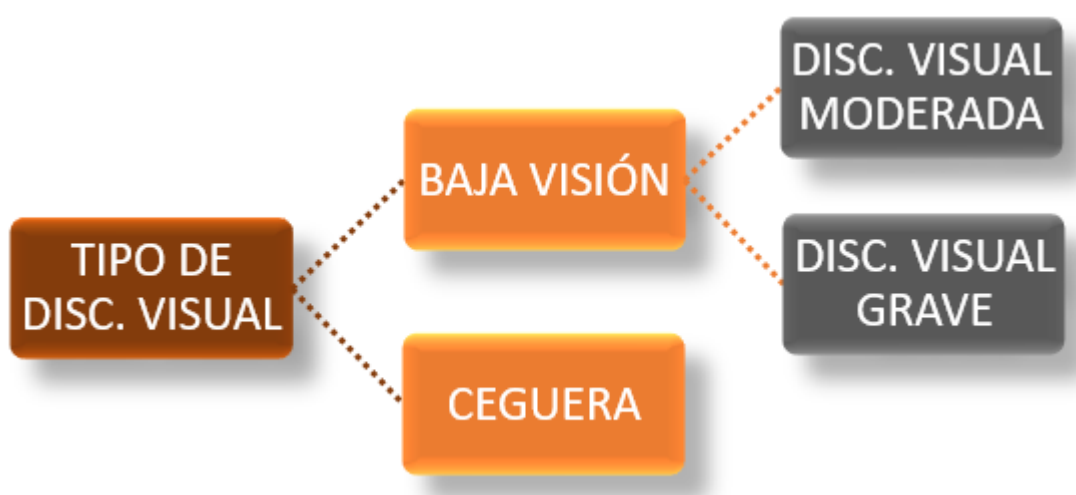 TIPO DE
DISC. VISUAL
BAJA VISIÓN
DISC. VISUAL
MODERADA
DISC. VISUAL
GRAVE
CEGUERA